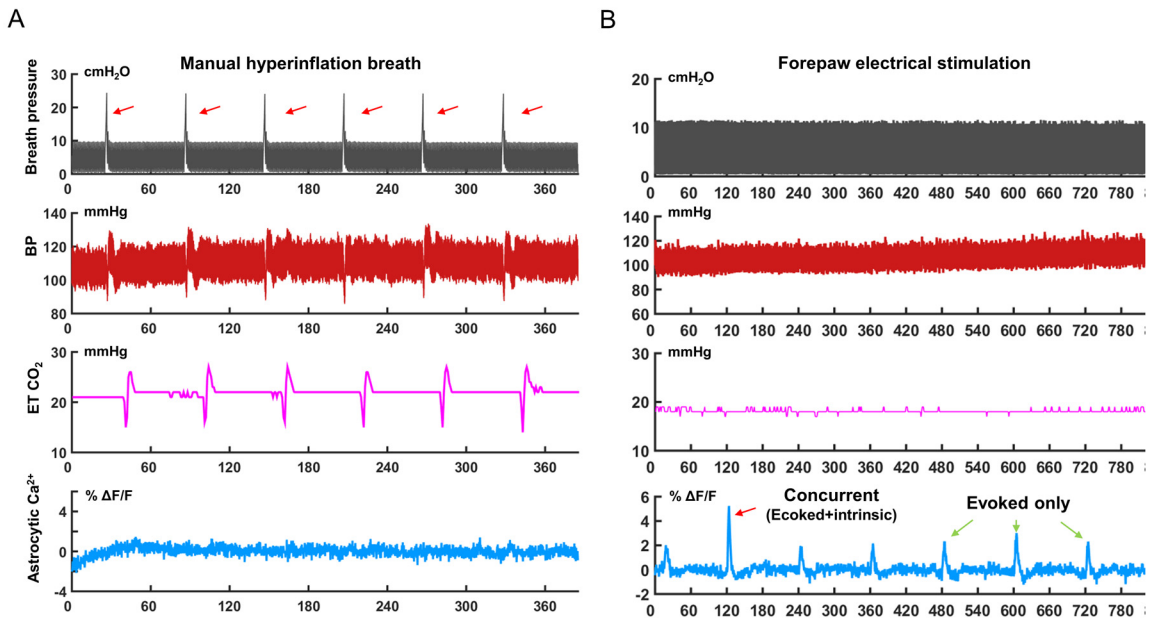 A
Manual hyperinflation breath
Breath pressure
cmH₂O
30
20
10
0
0 60 120 180 240 300 360
BP
mmHg
140
120
100
80
0 60 120 180 240 300 360
ET CO₂
mmHg
30
20
10
0 60 120 180 240 300 360
Astrocytic Ca²⁺
% ΔF/F
4
0
-4
0 60 120 180 240 300 360
B
Forepaw electrical stimulation
cmH₂O
20
10
0
0 60 120 180 240 300 360 420 480 540 600 660 720 780
mmHg
140
120
100
80
60
0 60 120 180 240 300 360 420 480 540 600 660 720 780
mmHg
30
20
10
0 60 120 180 240 300 360 420 480 540 600 660 720 780
% ΔF/F
Concurrent
(Ecoked+intrinsic)
Evoked only
6
4
2
0
-2
0 60 120 180 240 300 360 420 480 540 600 660 720 780